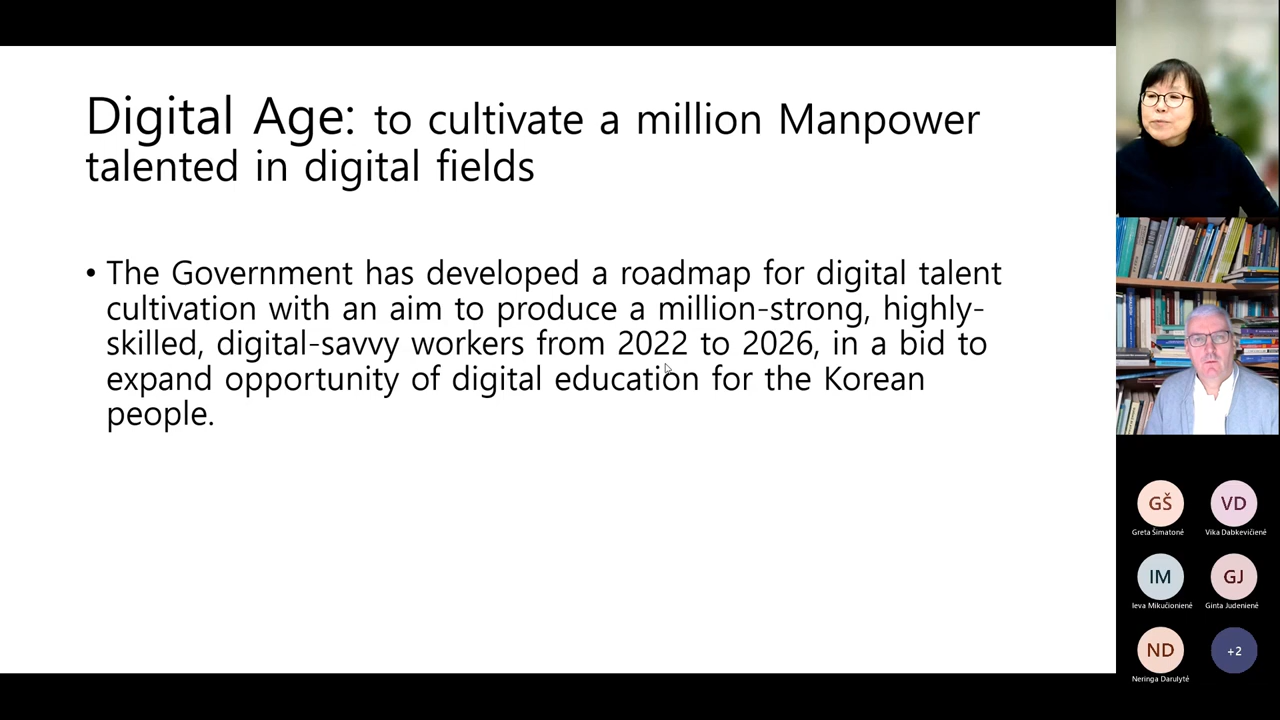 Digital Age: to cultivate a million Manpower
talented in digital fields
• The Government has developed a roadmap for digital talent
cultivation with an aim to produce a million-strong, highly-
skilled, digital-savvy workers from 2022 to 2026, in a bid to
expand opportunity of digital education for the Korean
people.
GŠ
Greta Šimatonė
VD
Vika Dabkevičienė
IM
Ieva Mikučionienė
GJ
Ginta Judenienė
ND
Neringa Darulytė
+2